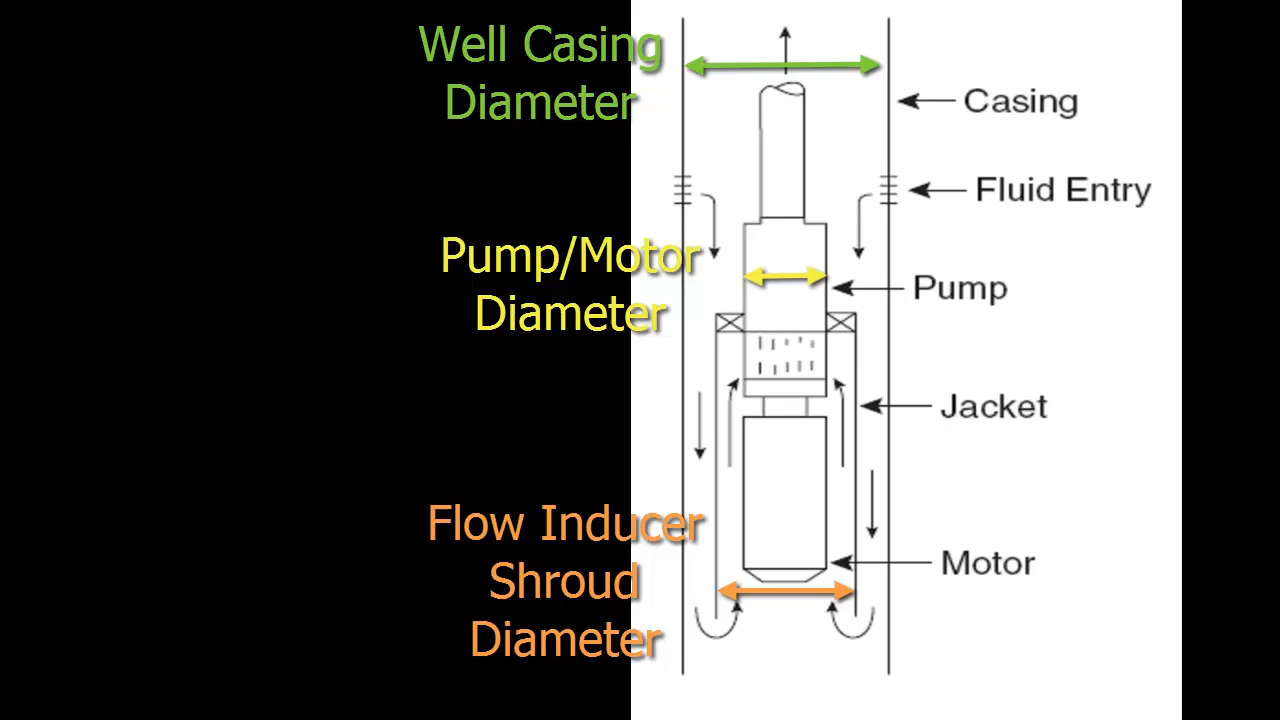 Well Casing
Diameter
Casing
Fluid Entry
Pump/Motor
Diameter
Pump
Jacket
Flow Inducer
Shroud
Diameter
Motor